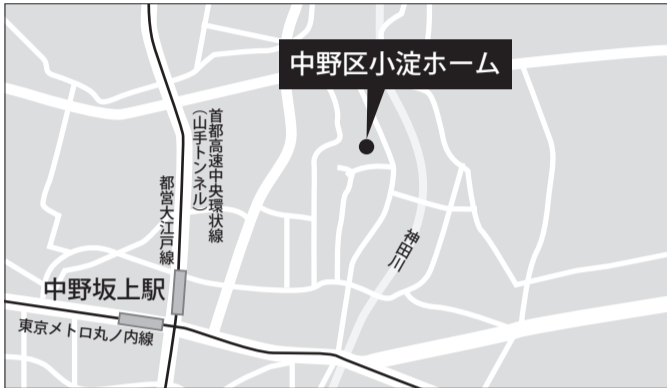 中野区小淀ホーム
首都高速中央環状線
(山手トンネル)
都営大江戸線
神田川
中野坂上駅
東京メトロ丸ノ内線